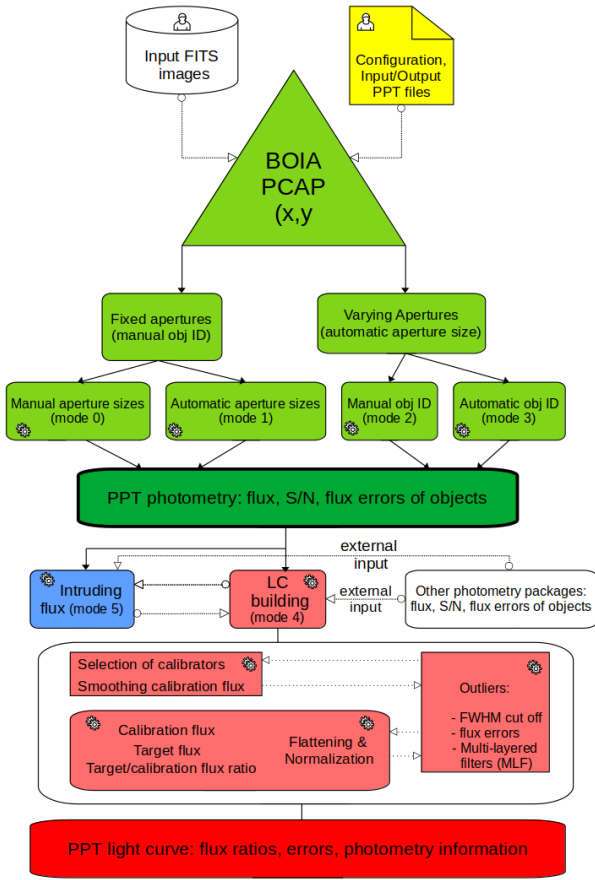 Input FITS
images
Configuration,
Input/Output
PPT files
BOIA
PCAP
(x,y
Fixed apertures
(manual obj ID)
Varying Apertures
(automatic aperture size)
Manual aperture sizes
(mode 0)
Automatic aperture sizes
(mode 1)
Manual obj ID
(mode 2)
Automatic obj ID
(mode 3)
PPT photometry: flux, S/N, flux errors of objects
external
input
Intruding
flux (mode 5)
LC
building
(mode 4)
external
input
Other photometry packages:
flux, S/N, flux errors of objects
Selection of calibrators
Smoothing calibration flux
Outliers:
- FWHM cut off
- flux errors
- Multi-layered
filters (MLF)
Calibration flux
Target flux
Target/calibration flux ratio
Flattening &
Normalization
PPT light curve: flux ratios, errors, photometry information